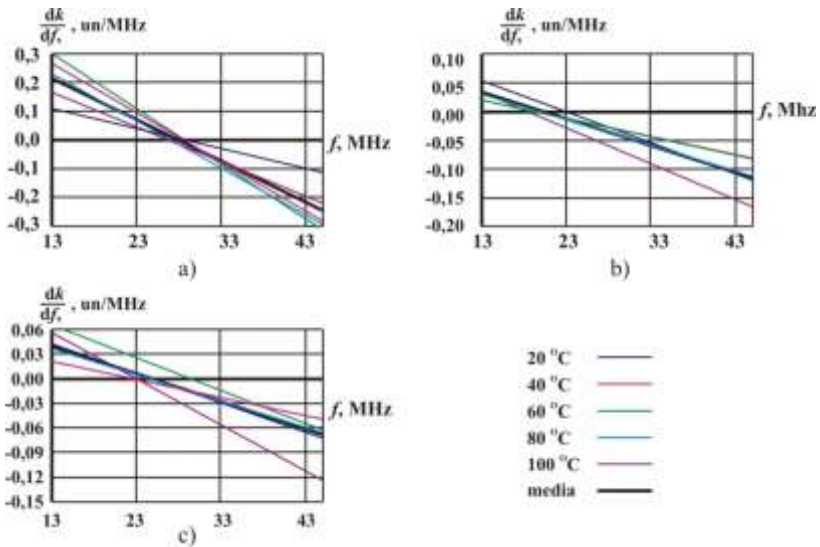 dk/df, un/MHz
0,3
0,2
0,1
0,0
-0,1
-0,2
-0,3
13 23 33 43
f, MHz
a)
dk/df, un/MHz
0,10
0,05
0,00
-0,05
-0,10
-0,15
-0,20
13 23 33 43
f, Mhz
b)
dk/df, un/MHz
0,06
0,03
0,00
-0,03
-0,06
-0,09
-0,12
-0,15
13 23 33 43
f, MHz
c)
20 °C
40 °C
60 °C
80 °C
100 °C
media